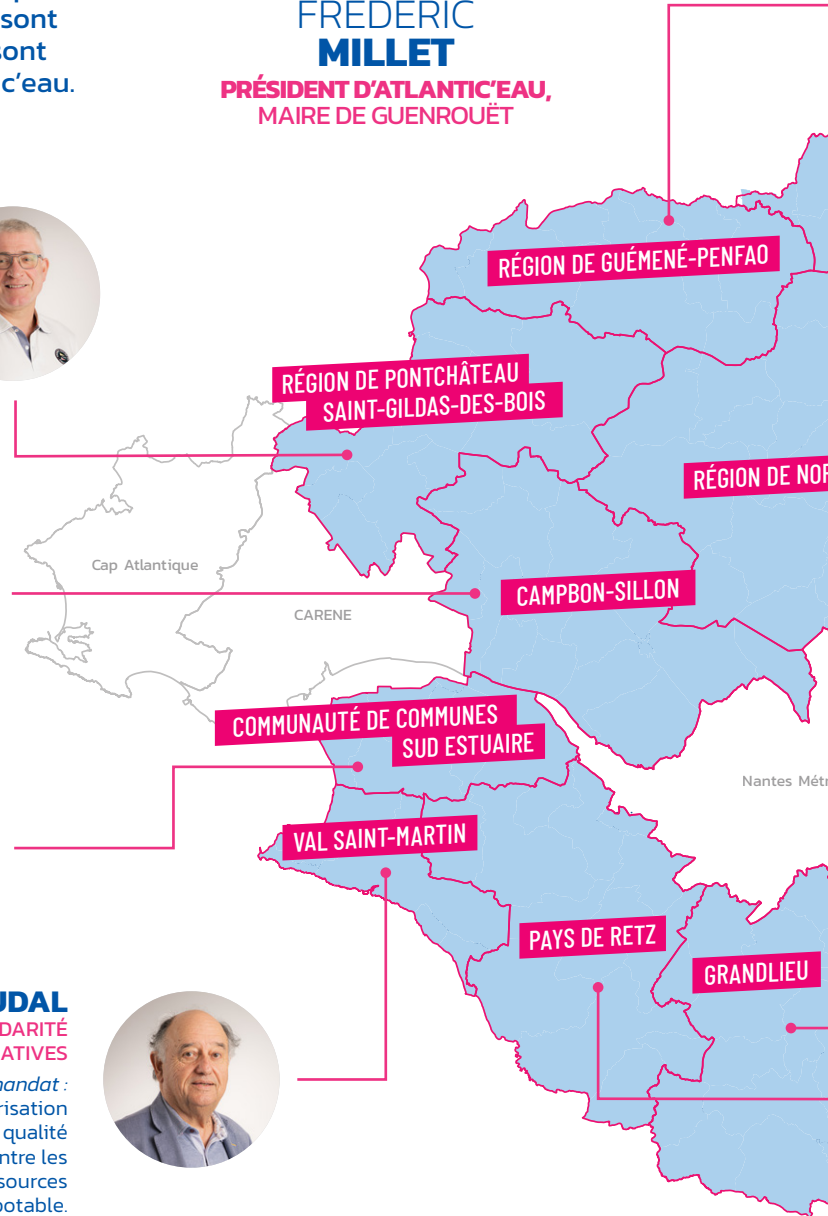 sont
sont
c'eau.
FRÉDÉRIC
MILLET
PRÉSIDENT D'ATLANTIC'EAU,
MAIRE DE GUENROUËT
RÉGION DE GUÉMENÉ-PENFAO
RÉGION DE PONTCHÂTEAU
SAINT-GILDAS-DES-BOIS
RÉGION DE NOR
Cap Atlantique
CAMPBON-SILLON
CARENE
COMMUNAUTÉ DE COMMUNES
SUD ESTUAIRE
Nantes Métr
VAL SAINT-MARTIN
PAYS DE RETZ
GRANDLIEU
UDAL
DARITÉ
ATIVES
mandat :
risation
qualité
ntre les
sources
potable.